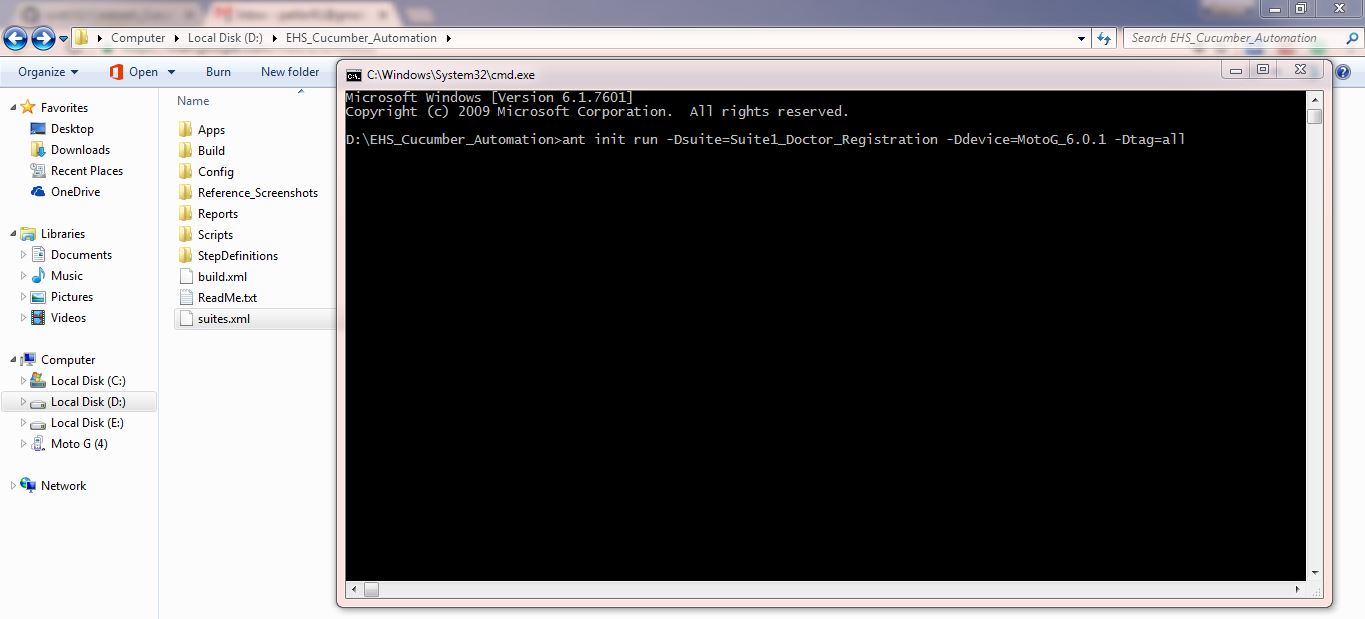 Computer
Local Disk (D:)
EHS_Cucumber_Automation
Search EHS_Cucumber_Automation
Organize
Open
Burn
New folder
Favorites
Desktop
Downloads
Recent Places
OneDrive
Libraries
Documents
Music
Pictures
Videos
Computer
Local Disk (C:)
Local Disk (D:)
Local Disk (E:)
Moto G (4)
Network
Name
Apps
Build
Config
Reference_Screenshots
Reports
Scripts
StepDefinitions
build.xml
ReadMe.txt
suites.xml
C:\Windows\System32\cmd.exe
Microsoft Windows [Version 6.1.7601]
Copyright (c) 2009 Microsoft Corporation.  All rights reserved.
D:\EHS_Cucumber_Automation>ant init run -Dsuite=Suite1_Doctor_Registration -Ddevice=MotoG_6.0.1 -Dtag=all